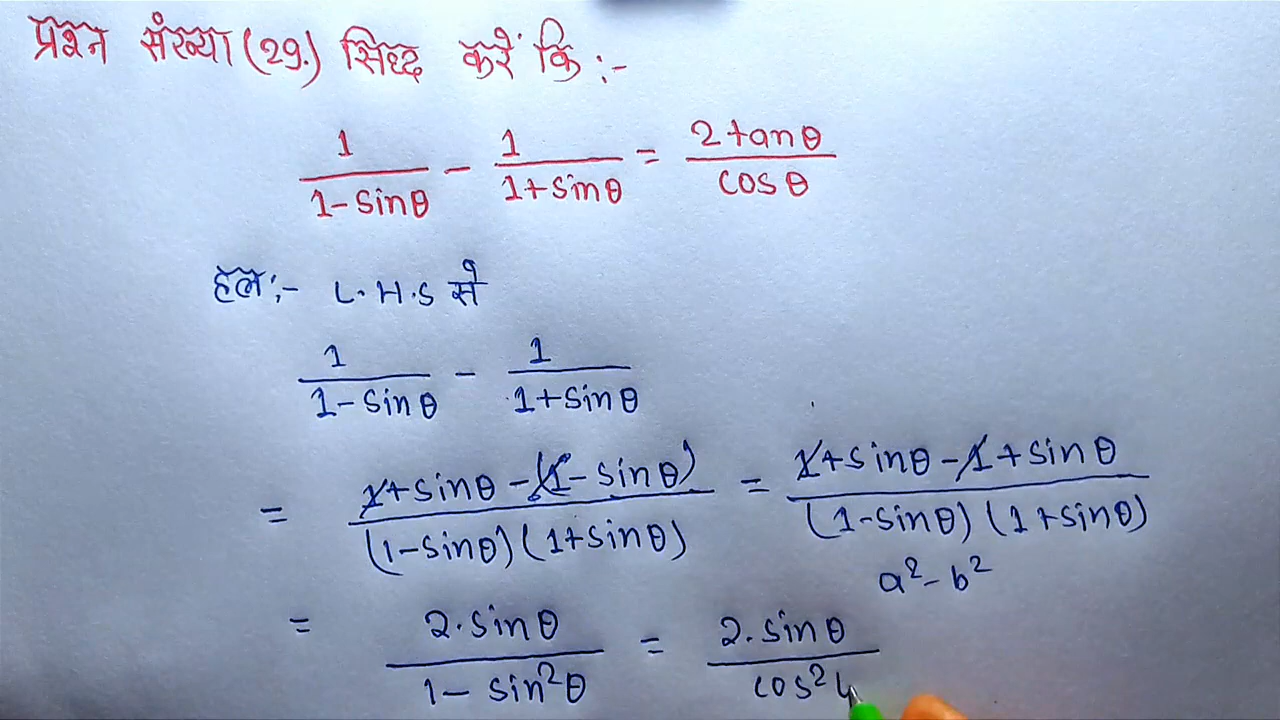 प्रश्न संख्या (29.) सिध्द करें कि :-
1/(1-sinθ) - 1/(1+sinθ) = 2tanθ/cosθ
हल:- L.H.S से
1/(1-sinθ) - 1/(1+sinθ)
= (1+sinθ-(1-sinθ))/((1-sinθ)(1+sinθ)) = (1+sinθ-1+sinθ)/((1-sinθ)(1+sinθ))
a²-b²
= 2.sinθ/(1-sin²θ) = 2.sinθ/cos²